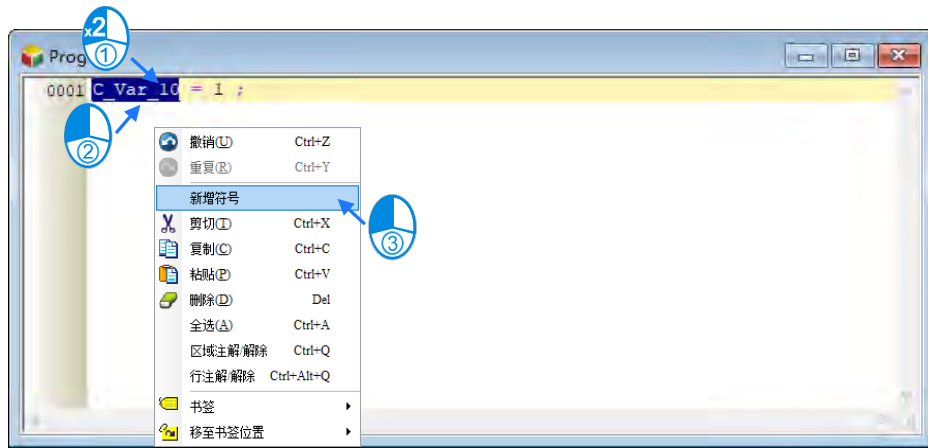 x2
①
Prog
0001 C_Var_10 = 1 ;
②
撤销(U) Ctrl+Z
重复(R) Ctrl+Y
新增符号
③
剪切(T) Ctrl+X
复制(C) Ctrl+C
粘贴(P) Ctrl+V
删除(D) Del
全选(A) Ctrl+A
区域注解/解除 Ctrl+Q
行注解/解除 Ctrl+Alt+Q
书签
移至书签位置